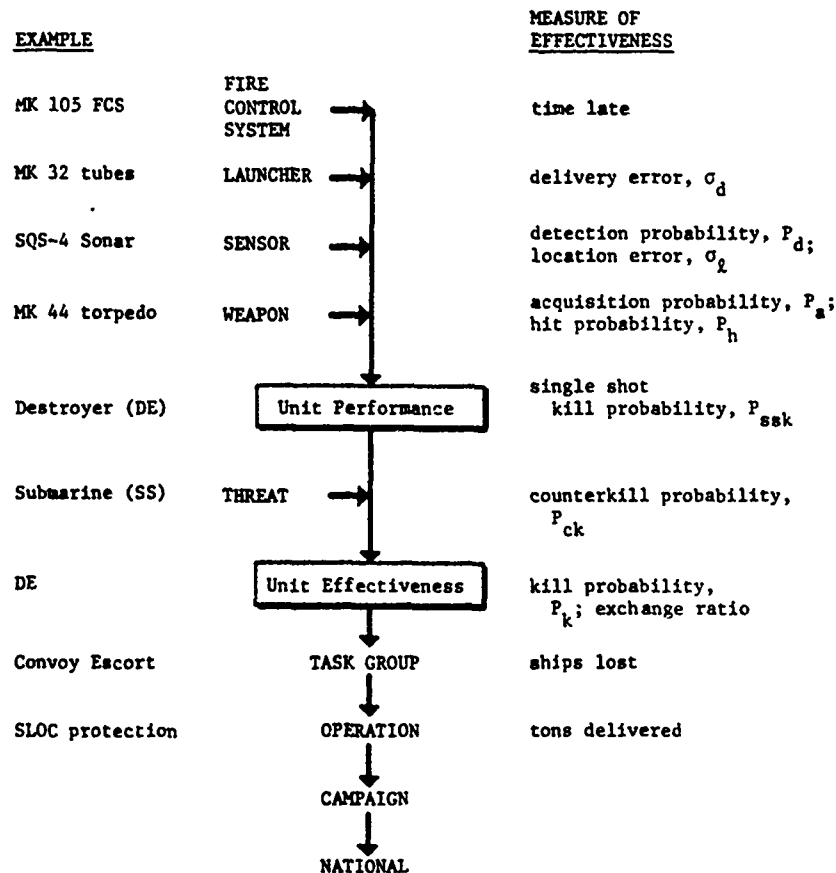 EXAMPLE
MEASURE OF
EFFECTIVENESS
MK 105 FCS
FIRE
CONTROL
SYSTEM
time late
MK 32 tubes
LAUNCHER
delivery error, σd
SQS-4 Sonar
SENSOR
detection probability, Pd;
location error, σℓ
MK 44 torpedo
WEAPON
acquisition probability, Pa;
hit probability, Ph
Destroyer (DE)
Unit Performance
single shot
kill probability, Pssk
Submarine (SS)
THREAT
counterkill probability,
Pck
DE
Unit Effectiveness
kill probability,
Pk; exchange ratio
Convoy Escort
TASK GROUP
ships lost
SLOC protection
OPERATION
tons delivered
CAMPAIGN
NATIONAL